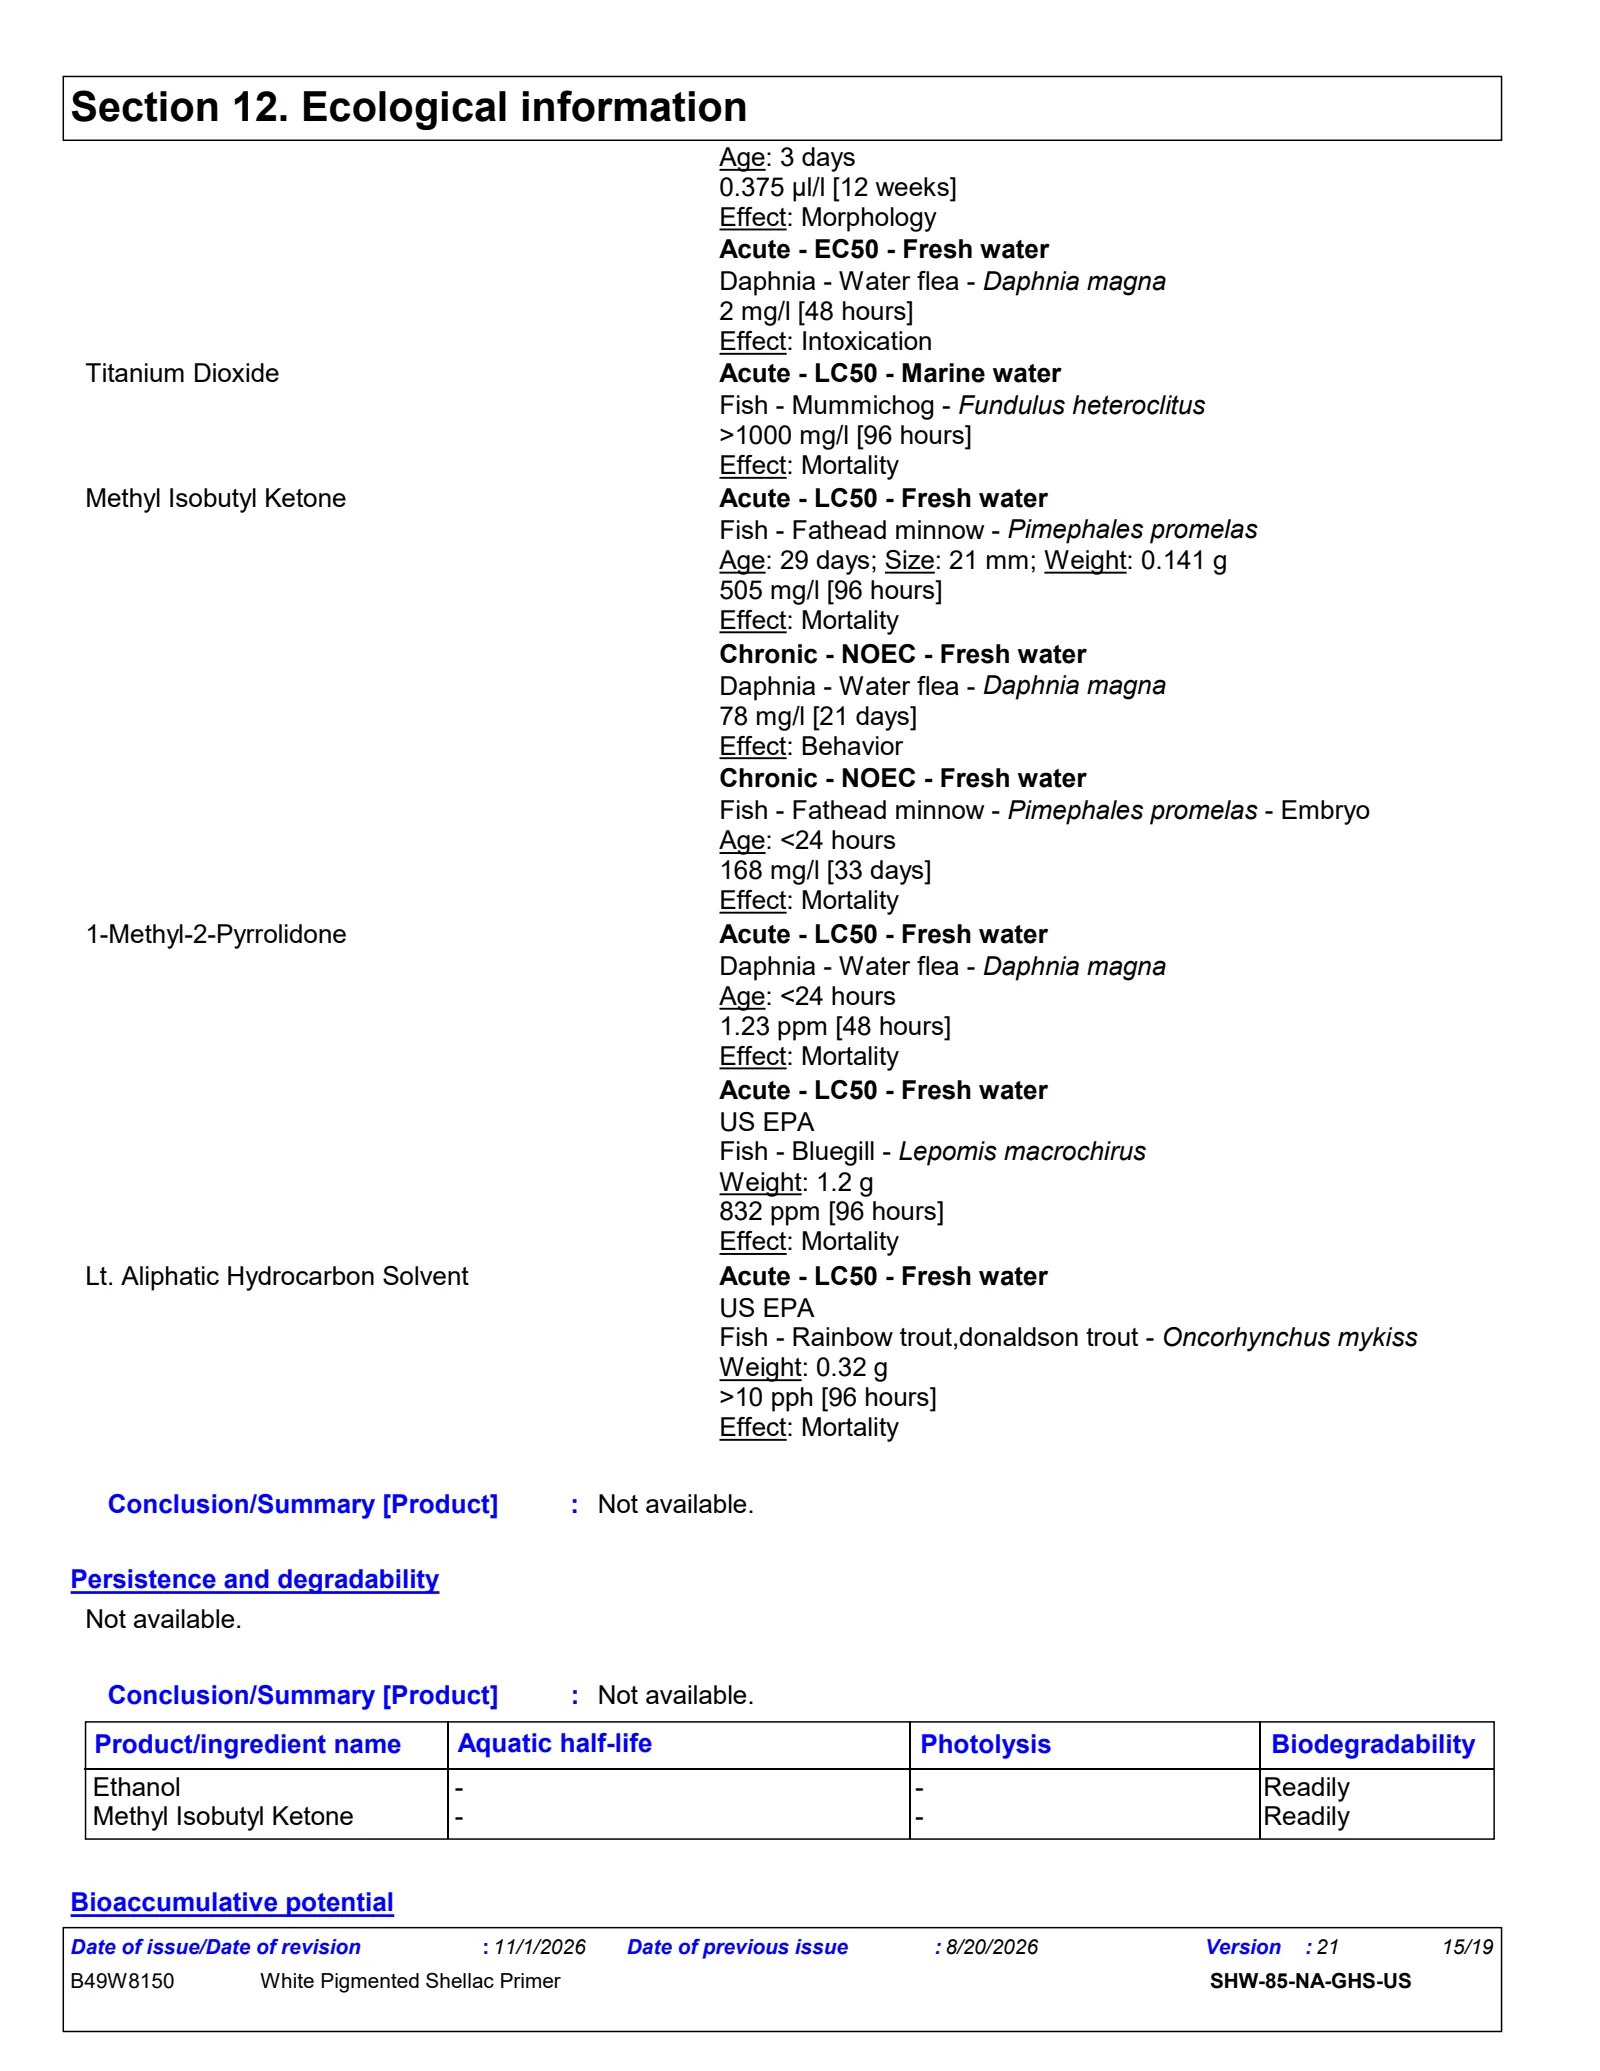 Section 12. Ecological information
Age: 3 days
0.375 µl/l [12 weeks]
Effect: Morphology
Acute - EC50 - Fresh water
Daphnia - Water flea - Daphnia magna
2 mg/l [48 hours]
Effect: Intoxication
Titanium Dioxide Acute - LC50 - Marine water
Fish - Mummichog - Fundulus heteroclitus
>1000 mg/l [96 hours]
Effect: Mortality
Methyl Isobutyl Ketone Acute - LC50 - Fresh water
Fish - Fathead minnow - Pimephales promelas
Age: 29 days; Size: 21 mm; Weight: 0.141 g
505 mg/l [96 hours]
Effect: Mortality
Chronic - NOEC - Fresh water
Daphnia - Water flea - Daphnia magna
78 mg/l [21 days]
Effect: Behavior
Chronic - NOEC - Fresh water
Fish - Fathead minnow - Pimephales promelas - Embryo
Age: <24 hours
168 mg/l [33 days]
Effect: Mortality
1-Methyl-2-Pyrrolidone Acute - LC50 - Fresh water
Daphnia - Water flea - Daphnia magna
Age: <24 hours
1.23 ppm [48 hours]
Effect: Mortality
Acute - LC50 - Fresh water
US EPA
Fish - Bluegill - Lepomis macrochirus
Weight: 1.2 g
832 ppm [96 hours]
Effect: Mortality
Lt. Aliphatic Hydrocarbon Solvent Acute - LC50 - Fresh water
US EPA
Fish - Rainbow trout,donaldson trout - Oncorhynchus mykiss
Weight: 0.32 g
>10 pph [96 hours]
Effect: Mortality
Conclusion/Summary [Product] : Not available.
Persistence and degradability
Not available.
Conclusion/Summary [Product] : Not available.
Product/ingredient name Aquatic half-life Photolysis Biodegradability
Ethanol - - Readily
Methyl Isobutyl Ketone - - Readily
Bioaccumulative potential
Date of issue/Date of revision : 11/1/2026 Date of previous issue : 8/20/2026 Version : 21 15/19
B49W8150 White Pigmented Shellac Primer SHW-85-NA-GHS-US